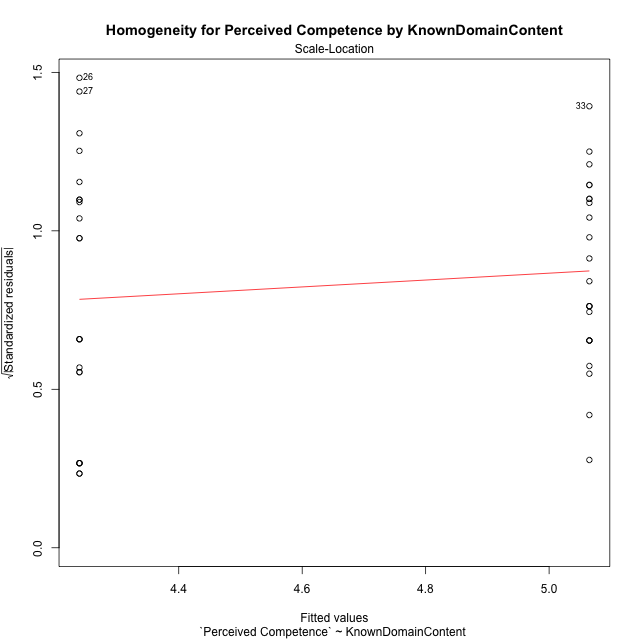 Homogeneity for Perceived Competence by KnownDomainContent
Scale-Location
√|Standardized residuals|
1.5
1.0
0.5
0.0
26
27
33
4.4
4.6
4.8
5.0
Fitted values
`Perceived Competence` ~ KnownDomainContent